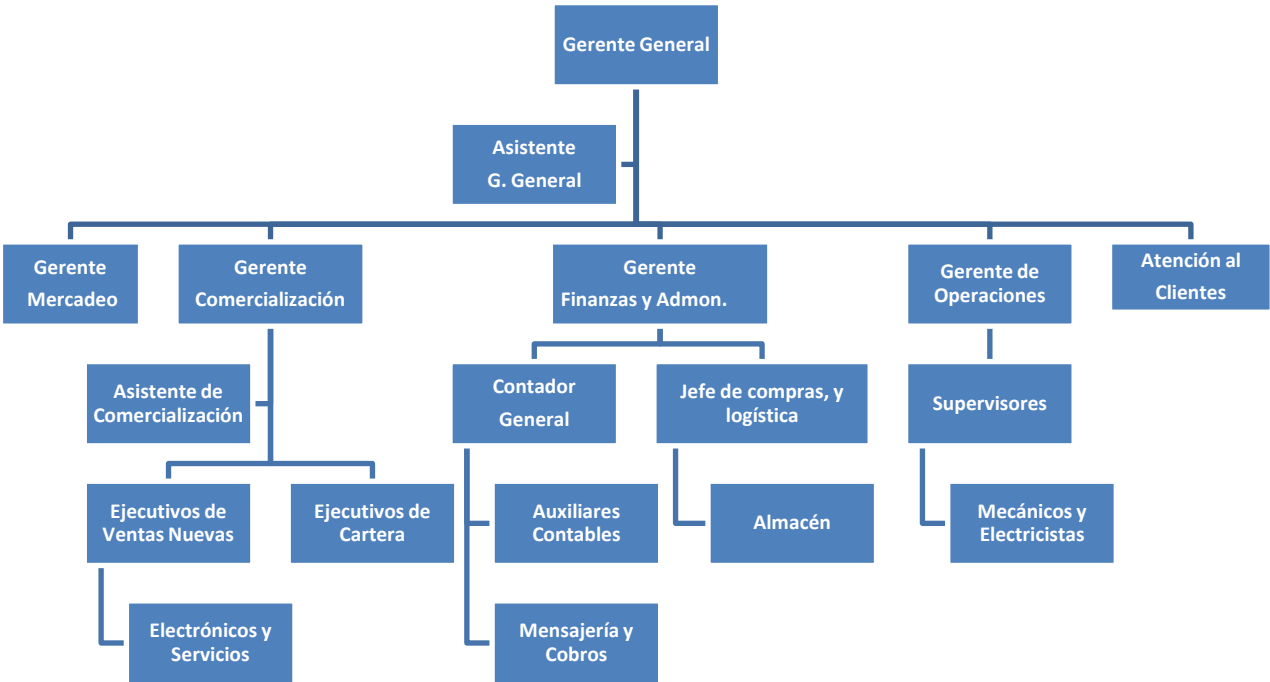 Gerente General
Asistente
G. General
Gerente
Mercadeo
Gerente
Comercialización
Gerente
Finanzas y Admon.
Gerente de
Operaciones
Atención al
Clientes
Asistente de
Comercialización
Contador
General
Jefe de compras, y
logística
Supervisores
Ejecutivos de
Ventas Nuevas
Ejecutivos de
Cartera
Auxiliares
Contables
Almacén
Mecánicos y
Electricistas
Electrónicos y
Servicios
Mensajería y
Cobros